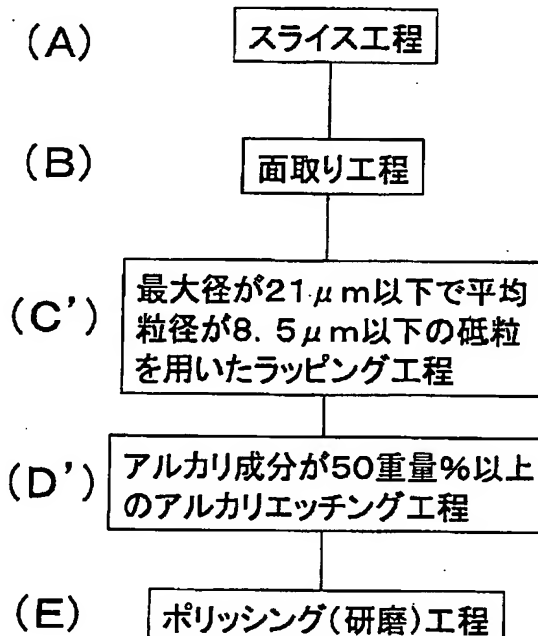 (A) スライス工程
(B) 面取り工程
最大径が21μm以下で平均
(C') 粒径が8.5μm以下の砥粒
を用いたラッピング工程
(D') アルカリ成分が50重量%以上
のアルカリエッチング工程
(E) ポリッシング(研磨)工程